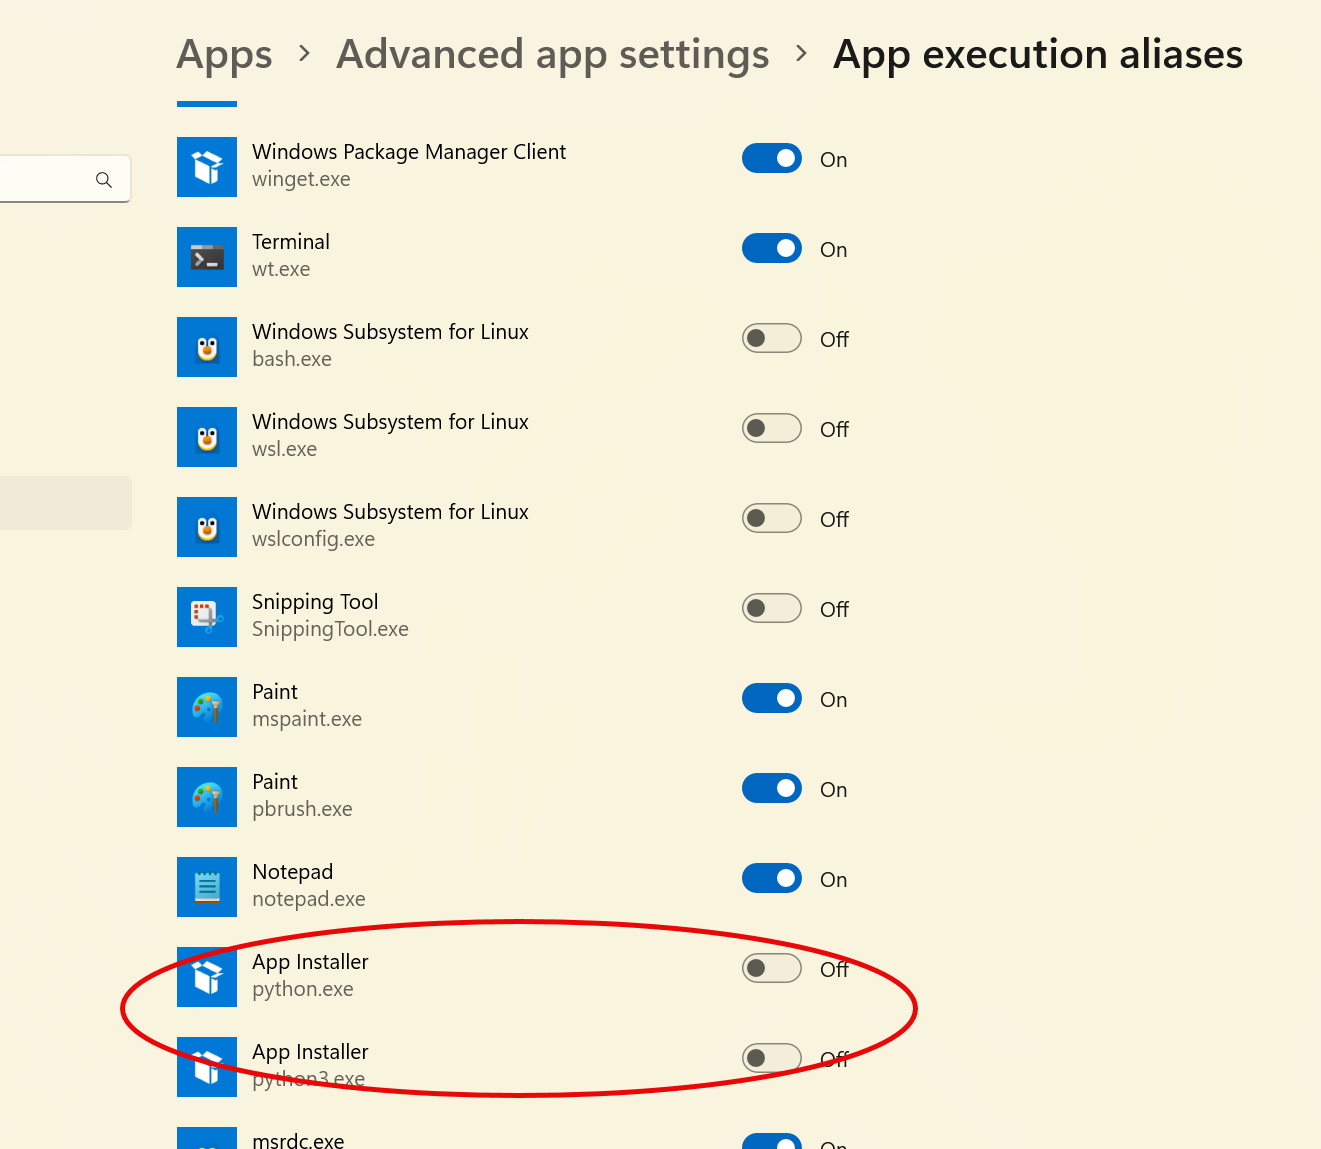 Apps > Advanced app settings > App execution aliases
Windows Package Manager Client
winget.exe
On
Terminal
wt.exe
On
Windows Subsystem for Linux
bash.exe
Off
Windows Subsystem for Linux
wsl.exe
Off
Windows Subsystem for Linux
wslconfig.exe
Off
Snipping Tool
SnippingTool.exe
Off
Paint
mspaint.exe
On
Paint
pbrush.exe
On
Notepad
notepad.exe
On
App Installer
python.exe
Off
App Installer
python3.exe
Off
msrdc.exe
On